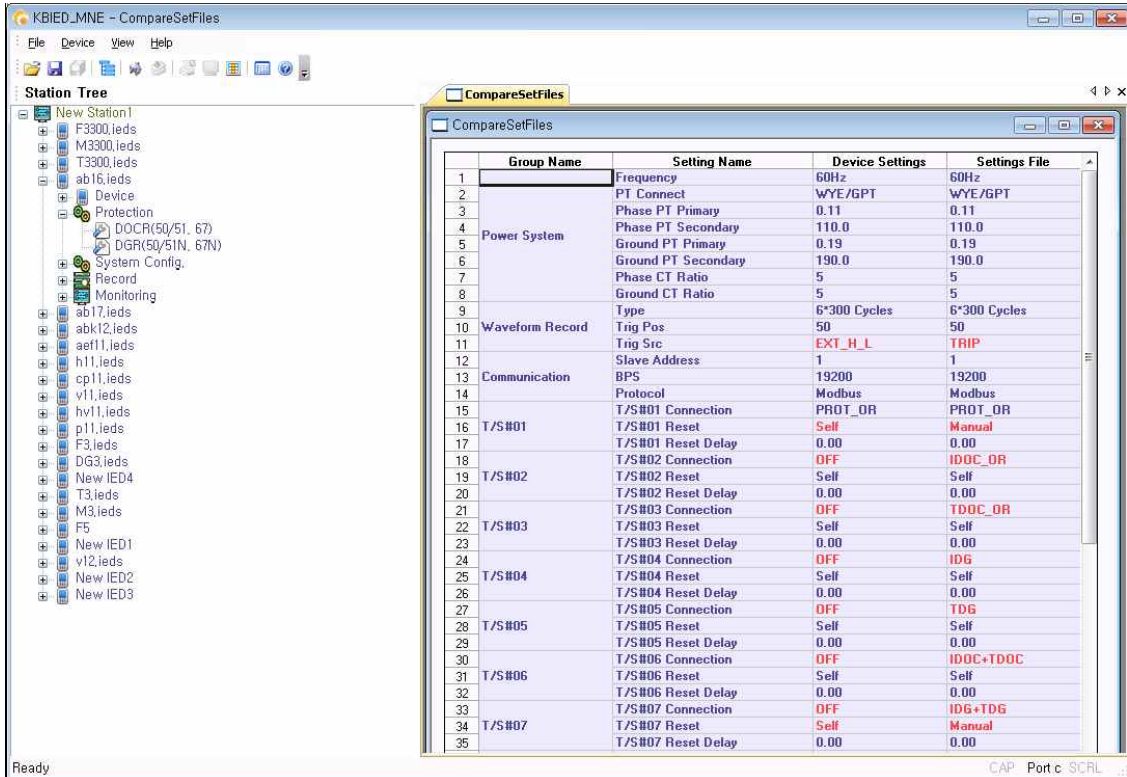 KBIED_MNE - CompareSetFiles
File Device View Help
Station Tree
New Station1
F3300.ieds
M3300.ieds
T3300.ieds
ab16.ieds
Device
Protection
DOCR(50/51, 67)
DGR(50/51N, 67N)
System Config.
Record
Monitoring
ab17.ieds
abk12.ieds
aef11.ieds
h11.ieds
cp11.ieds
v11.ieds
hv11.ieds
p11.ieds
F3.ieds
DG3.ieds
New IED4
T3.ieds
M3.ieds
F5
New IED1
v12.ieds
New IED2
New IED3
CompareSetFiles
CompareSetFiles
Group Name Setting Name Device Settings Settings File
1 Frequency 60Hz 60Hz
2 PT Connect WYE/GPT WYE/GPT
3 Phase PT Primary 0.11 0.11
4 Phase PT Secondary 110.0 110.0
Power System
5 Ground PT Primary 0.19 0.19
6 Ground PT Secondary 190.0 190.0
7 Phase CT Ratio 5 5
8 Ground CT Ratio 5 5
9 Type 6*300 Cycles 6*300 Cycles
10 Waveform Record Trig Pos 50 50
11 Trig Src EXT_H_L TRIP
12 Slave Address 1 1
13 Communication BPS 19200 19200
14 Protocol Modbus Modbus
15 T/S#01 Connection PROT_OR PROT_OR
16 T/S#01 T/S#01 Reset Self Manual
17 T/S#01 Reset Delay 0.00 0.00
18 T/S#02 Connection OFF IDOC_OR
19 T/S#02 T/S#02 Reset Self Self
20 T/S#02 Reset Delay 0.00 0.00
21 T/S#03 Connection OFF TDOC_OR
22 T/S#03 T/S#03 Reset Self Self
23 T/S#03 Reset Delay 0.00 0.00
24 T/S#04 Connection OFF IDG
25 T/S#04 T/S#04 Reset Self Self
26 T/S#04 Reset Delay 0.00 0.00
27 T/S#05 Connection OFF TDG
28 T/S#05 T/S#05 Reset Self Self
29 T/S#05 Reset Delay 0.00 0.00
30 T/S#06 Connection OFF IDOC+TDOC
31 T/S#06 T/S#06 Reset Self Self
32 T/S#06 Reset Delay 0.00 0.00
33 T/S#07 Connection OFF IDG+TDG
34 T/S#07 T/S#07 Reset Self Manual
35 T/S#07 Reset Delay 0.00 0.00
Ready CAP Port c SCRL